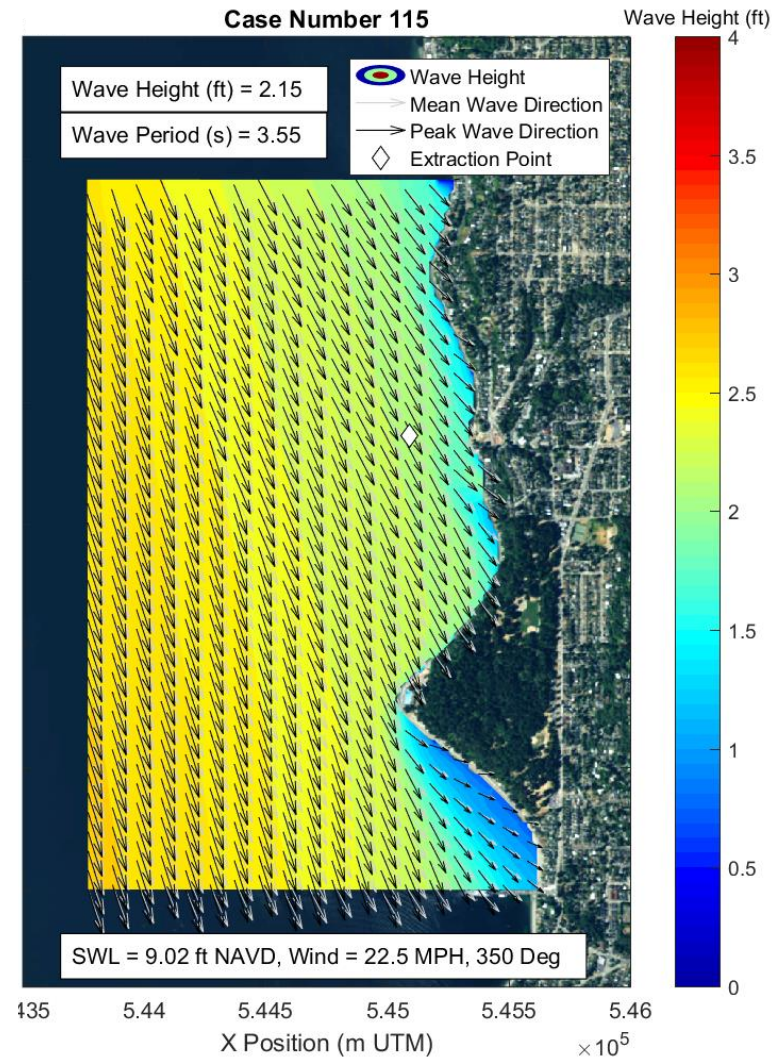 Case Number 115
Wave Height (ft)
Wave Height (ft) = 2.15
Wave Period (s) = 3.55
Wave Height
Mean Wave Direction
Peak Wave Direction
Extraction Point
4
3.5
3
2.5
2
1.5
1
0.5
0
SWL = 9.02 ft NAVD, Wind = 22.5 MPH, 350 Deg
435 5.44 5.445 5.45 5.455 5.46
X Position (m UTM) ×10⁵